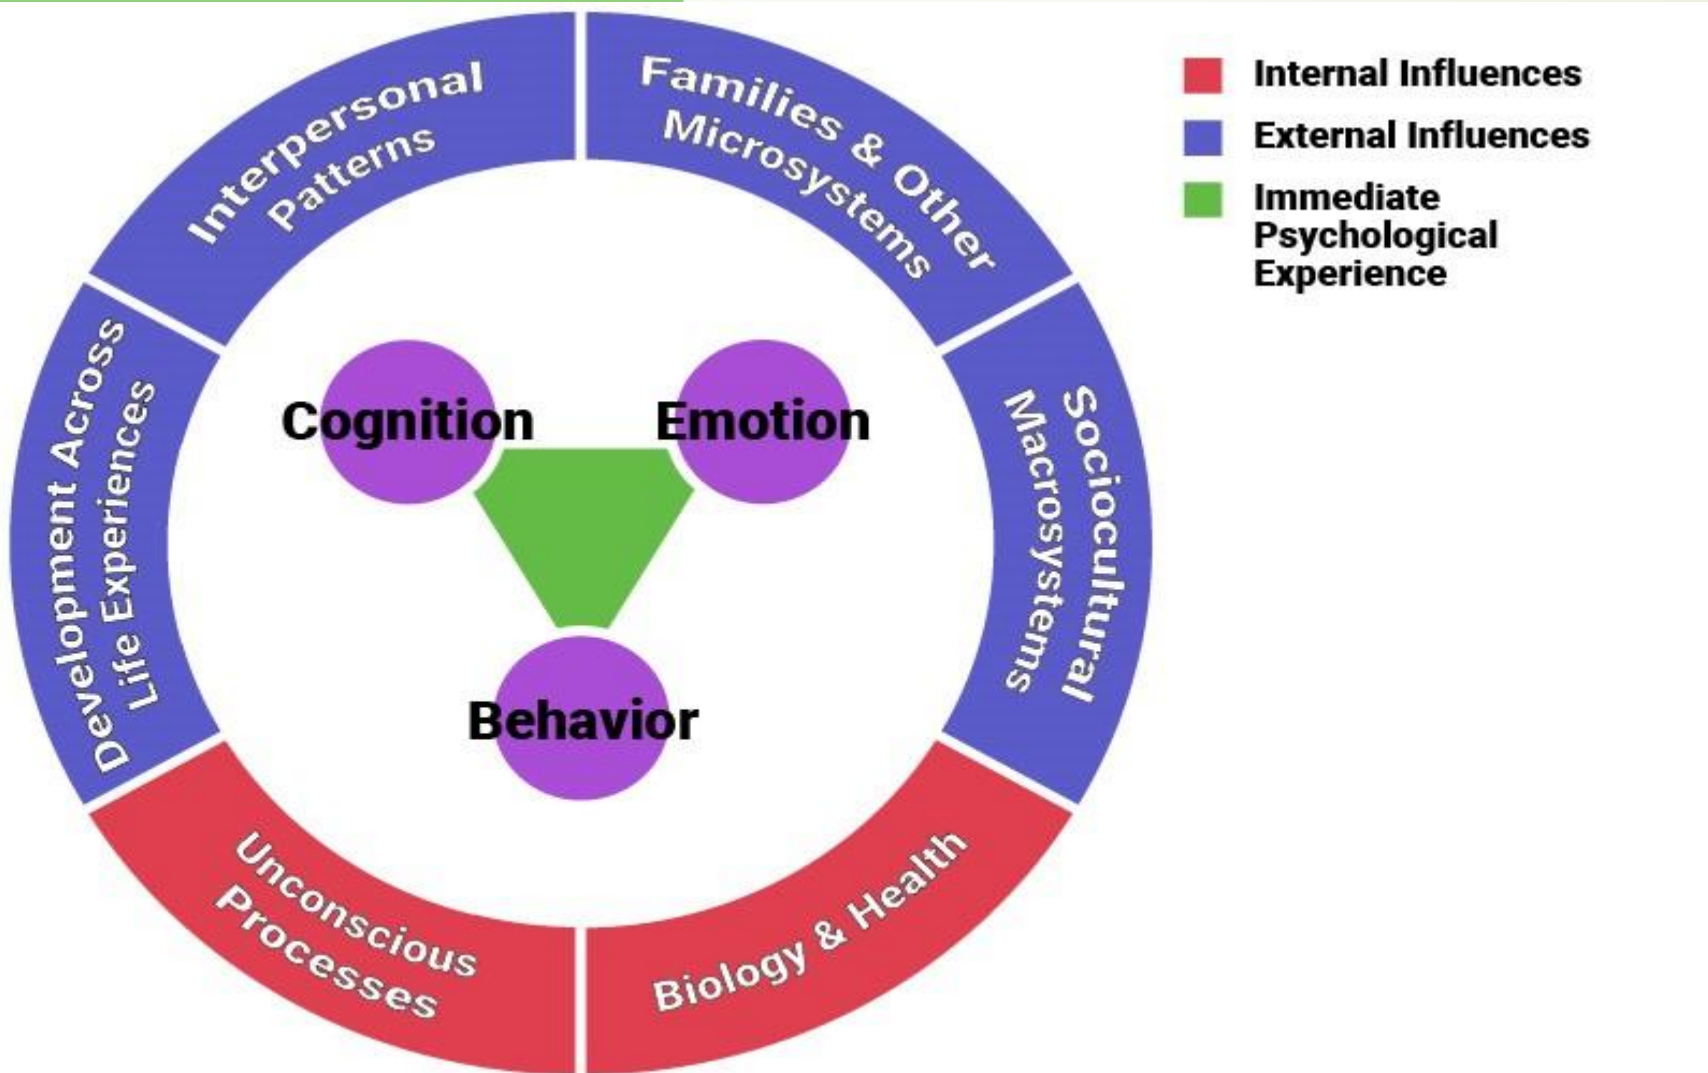 Interpersonal
Patterns
Families & Other
Microsystems
Internal Influences
External Influences
Immediate
Psychological
Experience
Development Across
Life Experiences
Cognition
Emotion
Sociocultural
Macrosystems
Behavior
Unconscious
Processes
Biology & Health